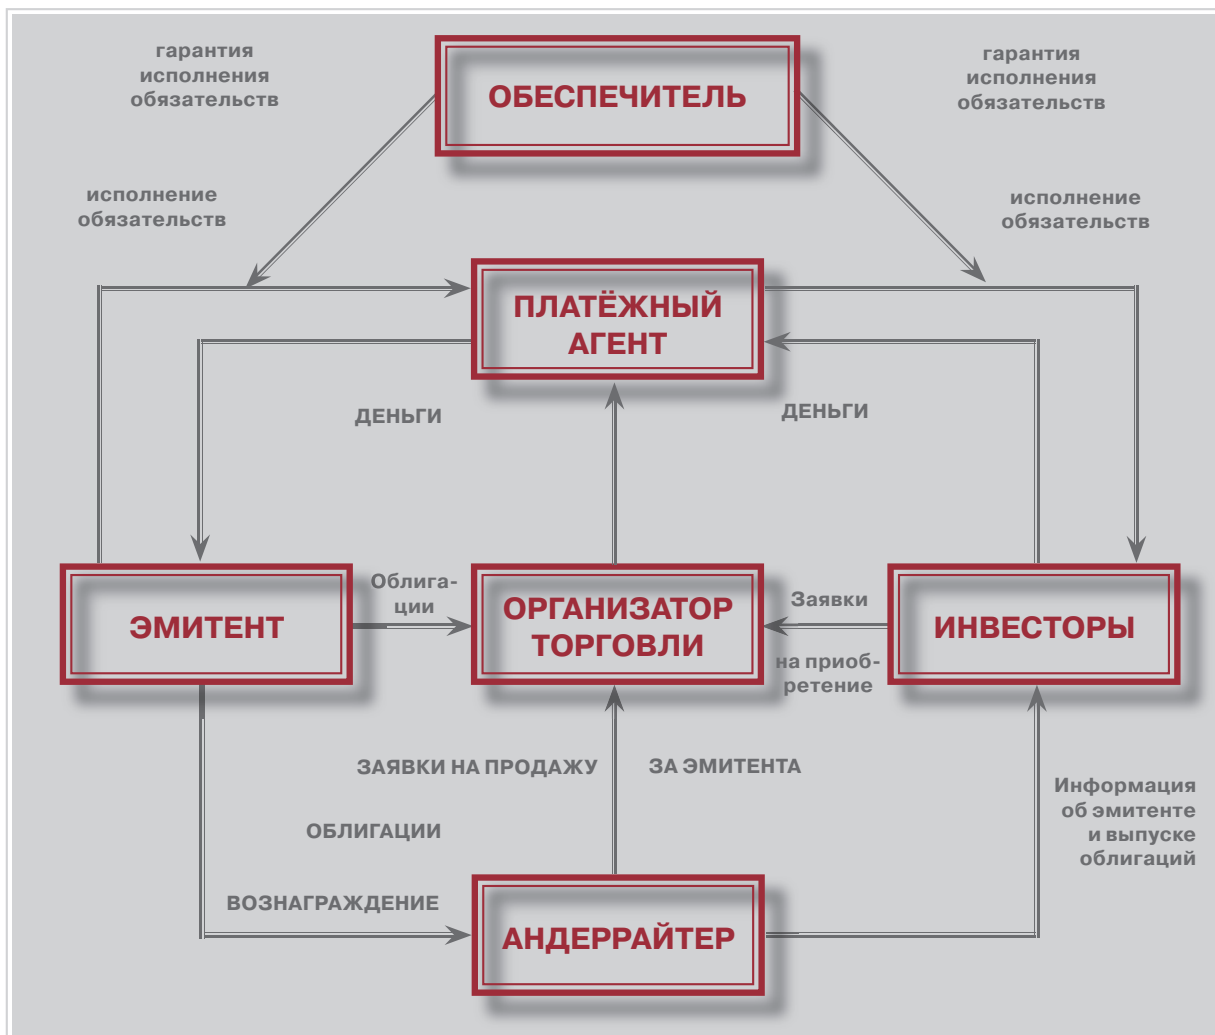 гарантия
исполнения
обязательств
ОБЕСПЕЧИТЕЛЬ
гарантия
исполнения
обязательств
исполнение
обязательств
исполнение
обязательств
ПЛАТЁЖНЫЙ
АГЕНТ
ДЕНЬГИ
ДЕНЬГИ
ЭМИТЕНТ
Облига-
ции
ОРГАНИЗАТОР
ТОРГОВЛИ
Заявки
на приоб-
ретение
ИНВЕСТОРЫ
ЗАЯВКИ НА ПРОДАЖУ
ЗА ЭМИТЕНТА
ОБЛИГАЦИИ
ВОЗНАГРАЖДЕНИЕ
Информация
об эмитенте
и выпуске
облигаций
АНДЕРРАЙТЕР